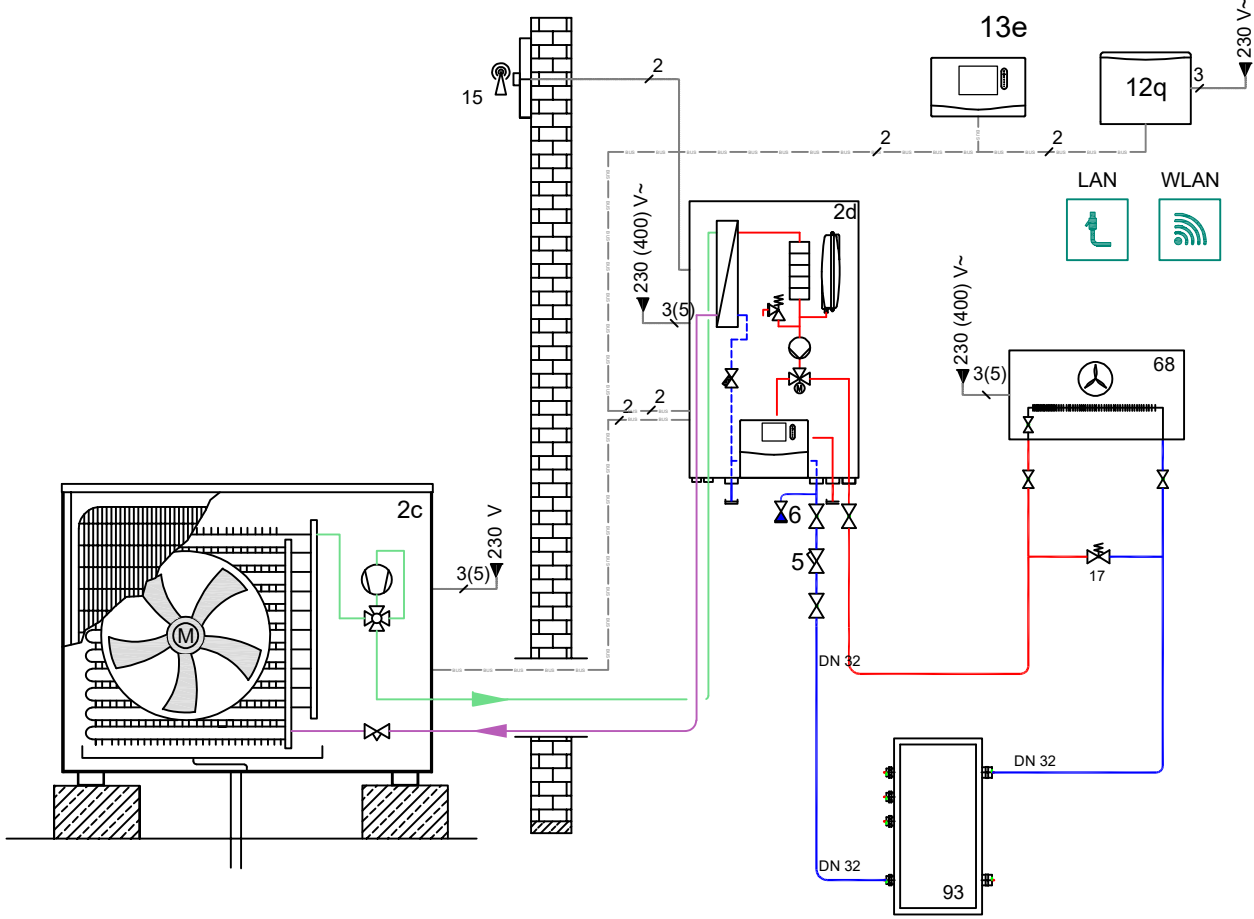 13e
230 V~
2
15
12q
3
2
2
LAN
WLAN
230 (400) V~
2d
3(5)
230 (400) V~
3(5)
68
2
2
M
2c
230 V
3(5)
6
5
17
M
DN 32
DN 32
DN 32
93